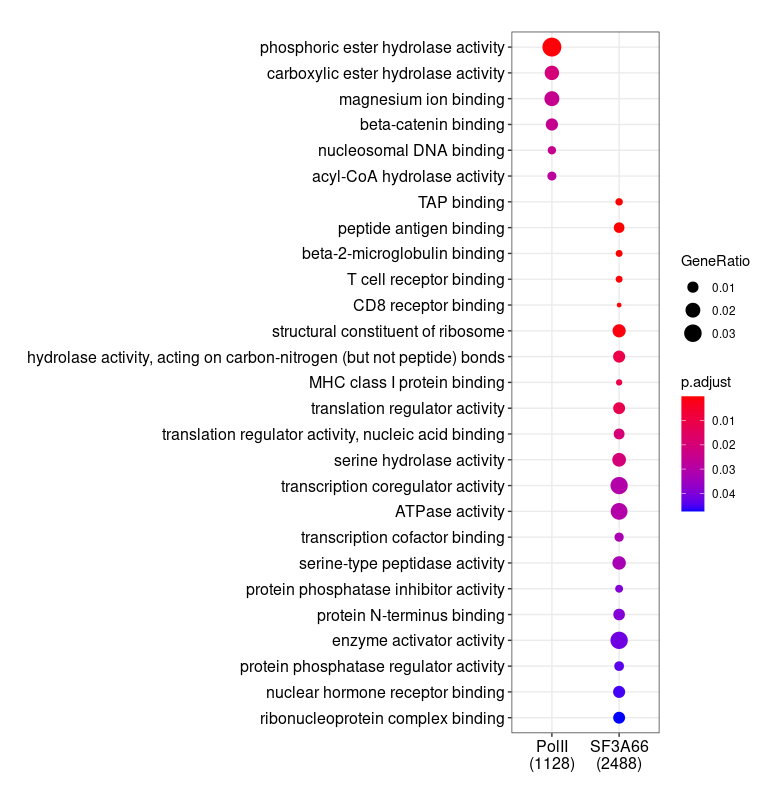 phosphoric ester hydrolase activity
carboxylic ester hydrolase activity
magnesium ion binding
beta-catenin binding
nucleosomal DNA binding
acyl-CoA hydrolase activity
TAP binding
peptide antigen binding
beta-2-microglobulin binding
T cell receptor binding
CD8 receptor binding
structural constituent of ribosome
hydrolase activity, acting on carbon-nitrogen (but not peptide) bonds
MHC class I protein binding
translation regulator activity
translation regulator activity, nucleic acid binding
serine hydrolase activity
transcription coregulator activity
ATPase activity
transcription cofactor binding
serine-type peptidase activity
protein phosphatase inhibitor activity
protein N-terminus binding
enzyme activator activity
protein phosphatase regulator activity
nuclear hormone receptor binding
ribonucleoprotein complex binding
PolII SF3A66
(1128) (2488)
GeneRatio
0.01
0.02
0.03
p.adjust
0.01
0.02
0.03
0.04